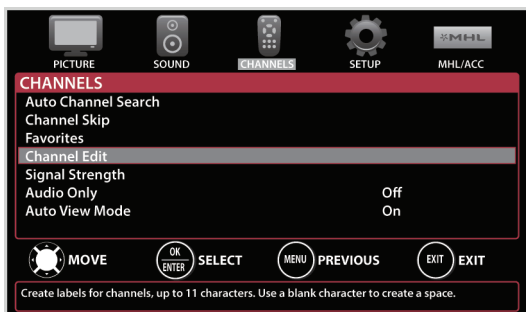 MHL
PICTURE SOUND CHANNELS SETUP MHL/ACC
CHANNELS
Auto Channel Search
Channel Skip
Favorites
Channel Edit
Signal Strength
Audio Only Off
Auto View Mode On
MOVE OK ENTER SELECT MENU PREVIOUS EXIT EXIT
Create labels for channels, up to 11 characters. Use a blank character to create a space.